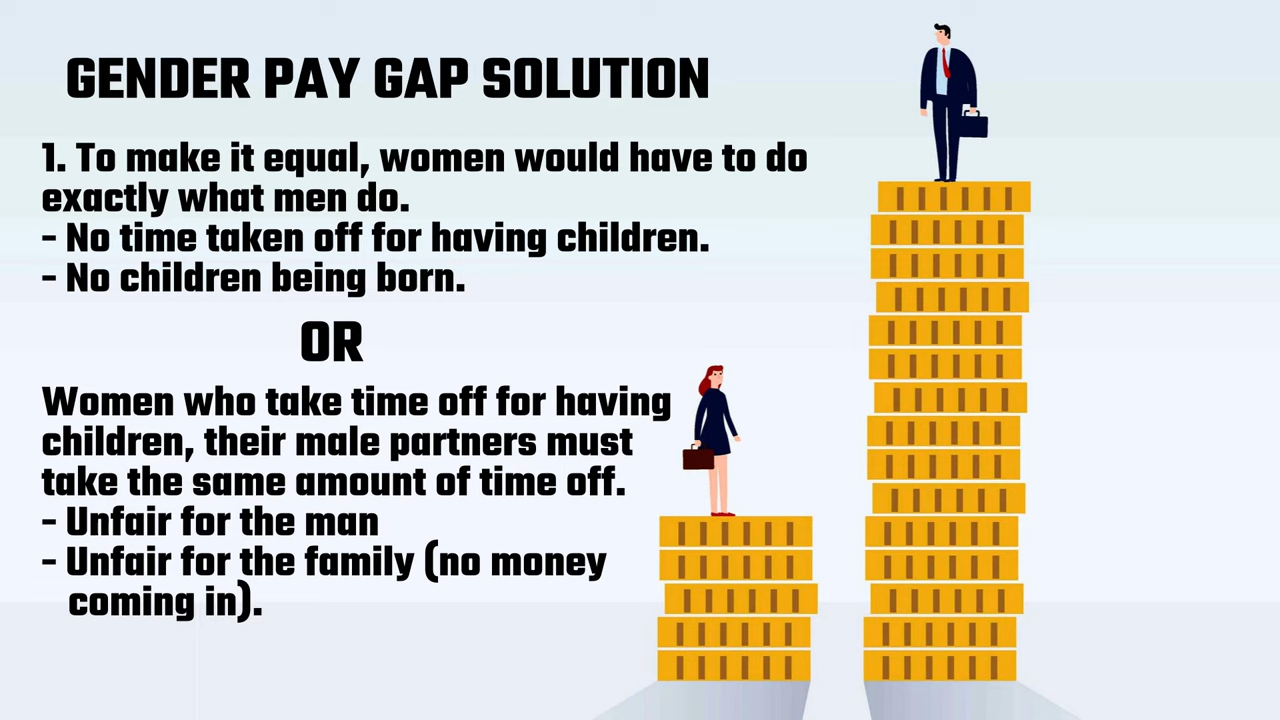 GENDER PAY GAP SOLUTION
1. To make it equal, women would have to do
exactly what men do.
- No time taken off for having children.
- No children being born.
OR
Women who take time off for having
children, their male partners must
take the same amount of time off.
- Unfair for the man
- Unfair for the family (no money
coming in).